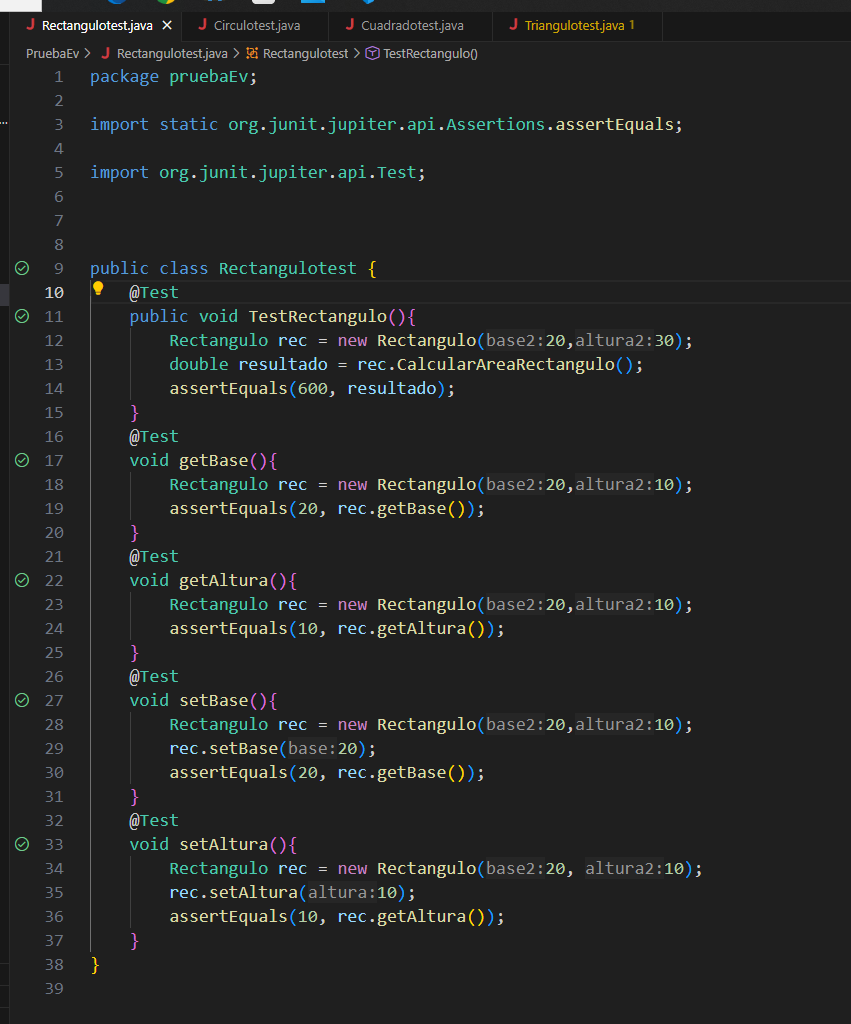 Rectangulotest.java Circulotest.java Cuadradotest.java Triangulotest.java 1
PruebaEv > Rectangulotest.java > Rectangulotest > TestRectangulo()
1 package pruebaEv;
2
3 import static org.junit.jupiter.api.Assertions.assertEquals;
4
5 import org.junit.jupiter.api.Test;
6
7
8
9 public class Rectangulotest {
10 @Test
11 public void TestRectangulo(){
12 Rectangulo rec = new Rectangulo(base2:20,altura2:30);
13 double resultado = rec.CalcularAreaRectangulo();
14 assertEquals(600, resultado);
15 }
16 @Test
17 void getBase(){
18 Rectangulo rec = new Rectangulo(base2:20,altura2:10);
19 assertEquals(20, rec.getBase());
20 }
21 @Test
22 void getAltura(){
23 Rectangulo rec = new Rectangulo(base2:20,altura2:10);
24 assertEquals(10, rec.getAltura());
25 }
26 @Test
27 void setBase(){
28 Rectangulo rec = new Rectangulo(base2:20,altura2:10);
29 rec.setBase(base:20);
30 assertEquals(20, rec.getBase());
31 }
32 @Test
33 void setAltura(){
34 Rectangulo rec = new Rectangulo(base2:20, altura2:10);
35 rec.setAltura(altura:10);
36 assertEquals(10, rec.getAltura());
37 }
38 }
39